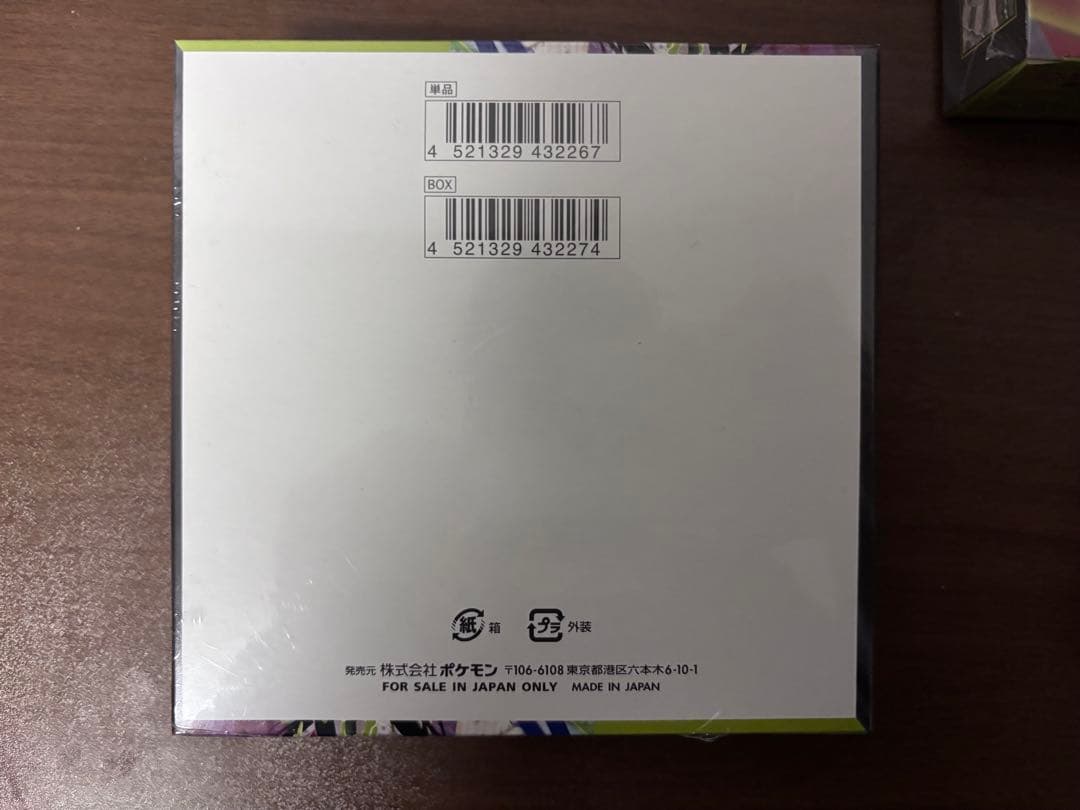 単品
4 521329 432267
BOX
4 521329 432274
紙 箱 プラ 外装
発売元 株式会社ポケモン 〒106-6108 東京都港区六本木6-10-1
FOR SALE IN JAPAN ONLY MADE IN JAPAN